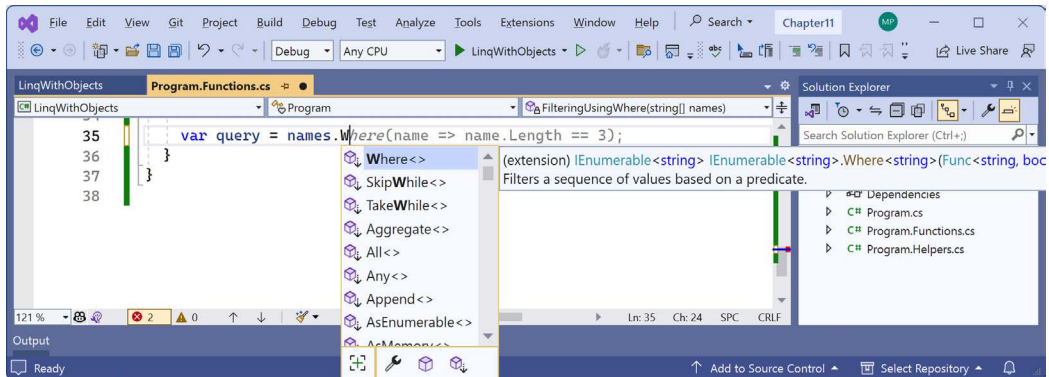 File Edit View Git Project Build Debug Test Analyze Tools Extensions Window Help Search Chapter11 MP
Debug Any CPU LinqWithObjects Live Share
LinqWithObjects Program.Functions.cs Solution Explorer
C# LinqWithObjects Program FilteringUsingWhere(string[] names)
Search Solution Explorer (Ctrl+;)
35 var query = names.Where(name => name.Length == 3);
36 }
37 }
38
Where<>
SkipWhile<>
TakeWhile<>
Aggregate<>
All<>
Any<>
Append<>
AsEnumerable<>
AsMemory<>
(extension) IEnumerable<string> IEnumerable<string>.Where<string>(Func<string, boo
Filters a sequence of values based on a predicate.
Dependencies
C# Program.cs
C# Program.Functions.cs
C# Program.Helpers.cs
121 % 2 0 Ln: 35 Ch: 24 SPC CRLF
Output
Ready Add to Source Control Select Repository